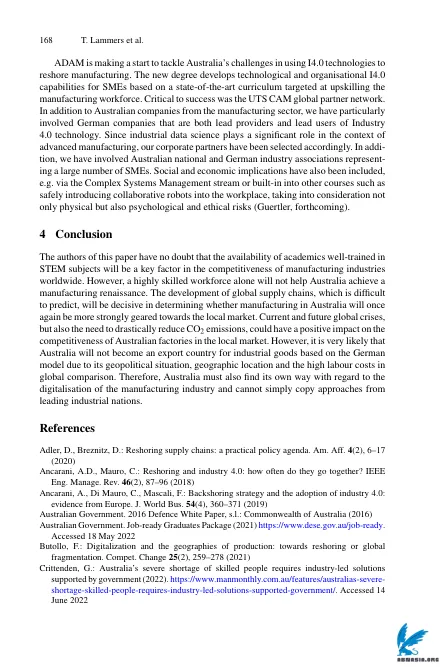 168 T. Lammers et al.
ADAM is making a start to tackle Australia's challenges in using I4.0 technologies to
reshore manufacturing. The new degree develops technological and organisational I4.0
capabilities for SMEs based on a state-of-the-art curriculum targeted at upskilling the
manufacturing workforce. Critical to success was the UTS CAM global partner network.
In addition to Australian companies from the manufacturing sector, we have particularly
involved German companies that are both lead providers and lead users of Industry
4.0 technology. Since industrial data science plays a significant role in the context of
advanced manufacturing, our corporate partners have been selected accordingly. In addi-
tion, we have involved Australian national and German industry associations represent-
ing a large number of SMEs. Social and economic implications have also been included,
e.g. via the Complex Systems Management stream or built-in into other courses such as
safely introducing collaborative robots into the workplace, taking into consideration not
only physical but also psychological and ethical risks (Guertler, forthcoming).
4 Conclusion
The authors of this paper have no doubt that the availability of academics well-trained in
STEM subjects will be a key factor in the competitiveness of manufacturing industries
worldwide. However, a highly skilled workforce alone will not help Australia achieve a
manufacturing renaissance. The development of global supply chains, which is difficult
to predict, will be decisive in determining whether manufacturing in Australia will once
again be more strongly geared towards the local market. Current and future global crises,
but also the need to drastically reduce CO2 emissions, could have a positive impact on the
competitiveness of Australian factories in the local market. However, it is very likely that
Australia will not become an export country for industrial goods based on the German
model due to its geopolitical situation, geographic location and the high labour costs in
global comparison. Therefore, Australia must also find its own way with regard to the
digitalisation of the manufacturing industry and cannot simply copy approaches from
leading industrial nations.
References
Adler, D., Breznitz, D.: Reshoring supply chains: a practical policy agenda. Am. Aff. 4(2), 6–17
(2020)
Ancarani, A.D., Mauro, C.: Reshoring and industry 4.0: how often do they go together? IEEE
Eng. Manage. Rev. 46(2), 87–96 (2018)
Ancarani, A., Di Mauro, C., Mascali, F.: Backshoring strategy and the adoption of industry 4.0:
evidence from Europe. J. World Bus. 54(4), 360–371 (2019)
Australian Government. 2016 Defence White Paper, s.l.: Commonwealth of Australia (2016)
Australian Government. Job-ready Graduates Package (2021) https://www.dese.gov.au/job-ready.
Accessed 18 May 2022
Butollo, F.: Digitalization and the geographies of production: towards reshoring or global
fragmentation. Compet. Change 25(2), 259–278 (2021)
Crittenden, G.: Australia's severe shortage of skilled people requires industry-led solutions
supported by government (2022). https://www.manmonthly.com.au/features/australias-severe-
shortage-skilled-people-requires-industry-led-solutions-supported-government/. Accessed 14
June 2022